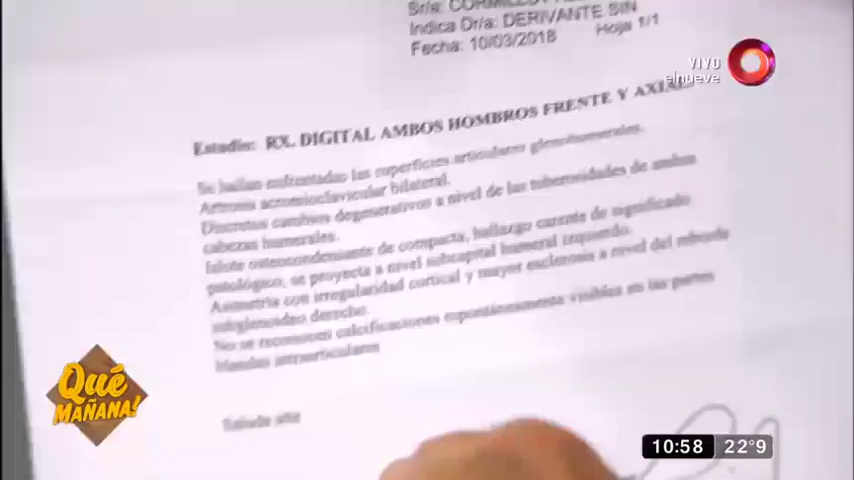 Sr/a:
Indica Dr/a: DERIVANTE SIN
Fecha: 10/03/2018 Hoja 1/1
VIVO
elnueve
Estudio: RX. DIGITAL AMBOS HOMBROS FRENTE Y AXIAL.
Se hallan enfrentadas las superficies articulares glenohumerales.
Artrosis acromioclavicular bilateral.
Discretos cambios degenerativos a nivel de las tuberosidades de ambas
cabezas humerales.
Islote osteocondensante de compacta, hallazgo carente de significado
patológico, se proyecta a nivel subcapital humeral izquierdo.
Asimetría con irregularidad cortical y mayor esclerosis a nivel del reborde
subglenoideo derecho.
No se reconocen calcificaciones espontáneamente visibles en las partes
blandas
Saluda atte
Qué
MAÑANA!
10:58 22°9